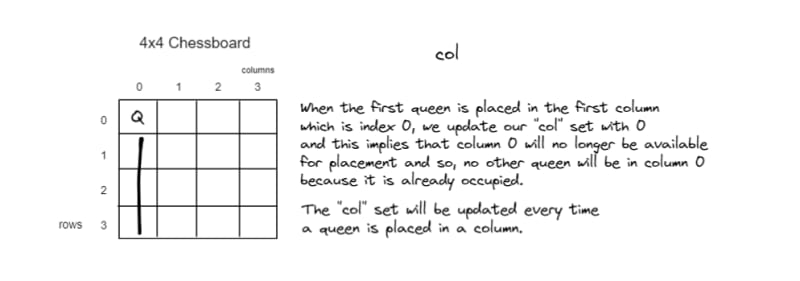 4x4 Chessboard
col
columns
0 1 2 3
0 Q
1
2
rows 3
When the first queen is placed in the first column
which is index 0, we update our "col" set with 0
and this implies that column 0 will no longer be available
for placement and so, no other queen will be in column 0
because it is already occupied.
The "col" set will be updated every time
a queen is placed in a column.